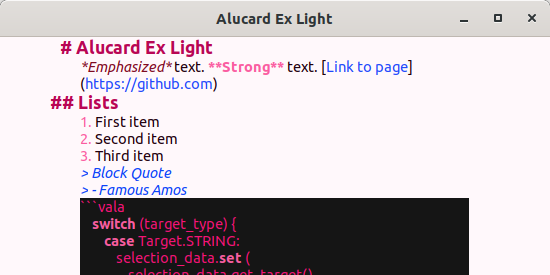 Alucard Ex Light
# Alucard Ex Light
*Emphasized* text. **Strong** text. [Link to page]
(https://github.com)
## Lists
1. First item
2. Second item
3. Third item
> Block Quote
> - Famous Amos
```vala
switch (target_type) {
case Target.STRING:
selection_data.set (
selection_data.get_target()